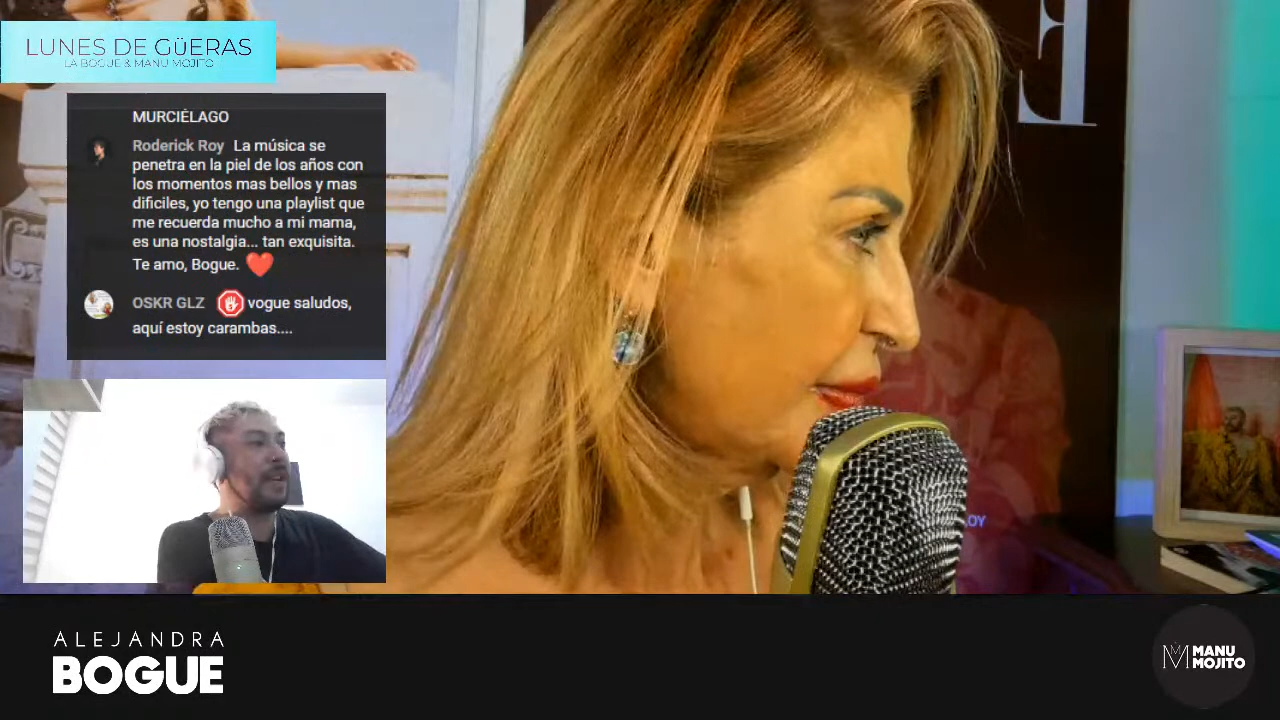 LUNES DE GÜERAS
LA BOGUE & MANU MOJITO
MURCIÉLAGO
Roderick Roy La música se
penetra en la piel de los años con
los momentos mas bellos y mas
dificiles, yo tengo una playlist que
me recuerda mucho a mi mama,
es una nostalgia... tan exquisita.
Te amo, Bogue.
OSKR GLZ vogue saludos,
aquí estoy carambas....
E
OY
ALEJANDRA
BOGUE
M MANU
MOJITO